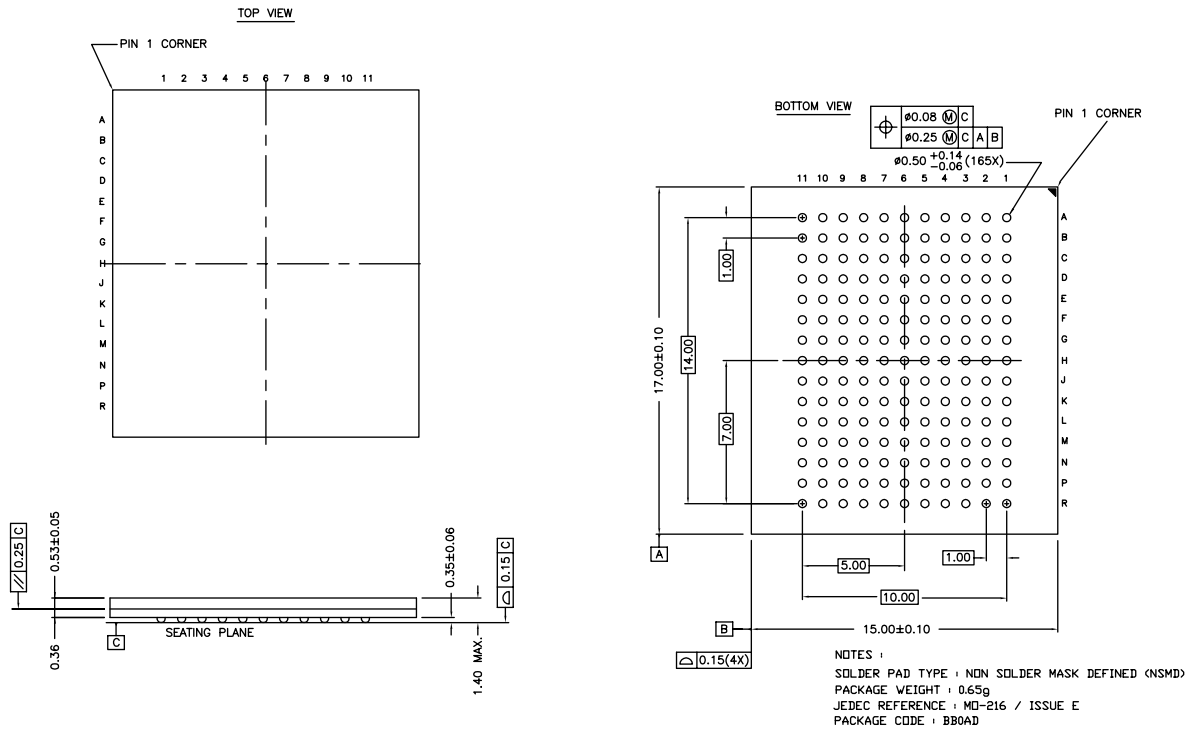 TOP VIEW
PIN 1 CORNER
1 2 3 4 5 6 7 8 9 10 11
A
B
C
D
E
F
G
H
J
K
L
M
N
P
R
BOTTOM VIEW
ø0.08 Ⓜ C
ø0.25 Ⓜ C A B
PIN 1 CORNER
ø0.50 +0.14 -0.06 (165X)
11 10 9 8 7 6 5 4 3 2 1
A
B
C
D
E
F
G
H
J
K
L
M
N
P
R
1.00
14.00
17.00±0.10
7.00
A
5.00
1.00
10.00
B
15.00±0.10
0.15(4X)
0.25 C
0.53±0.05
0.36
C
SEATING PLANE
0.35±0.06
0.15 C
1.40 MAX.
NOTES :
SOLDER PAD TYPE : NON SOLDER MASK DEFINED (NSMD)
PACKAGE WEIGHT : 0.65g
JEDEC REFERENCE : MO-216 / ISSUE E
PACKAGE CODE : BB0AD